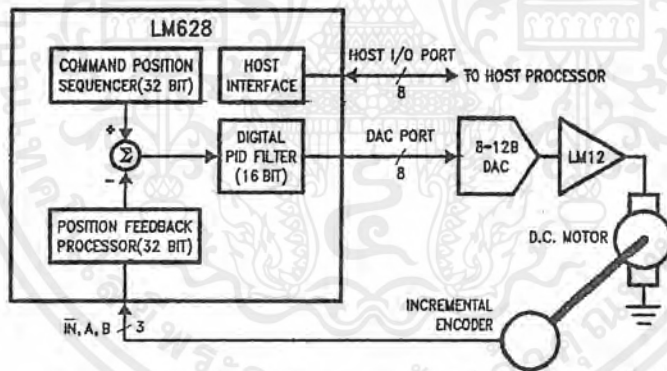 LM628
COMMAND POSITION
SEQUENCER(32 BIT)
HOST
INTERFACE
HOST I/O PORT
8
TO HOST PROCESSOR
+
Σ
-
DIGITAL
PID FILTER
(16 BIT)
DAC PORT
8
8-12B
DAC
LM12
POSITION FEEDBACK
PROCESSOR(32 BIT)
D.C. MOTOR
INCREMENTAL
ENCODER
I̅N̅, A, B
3